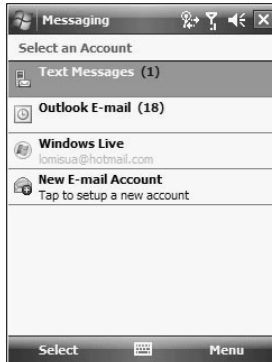 Messaging
Select an Account
Text Messages (1)
Outlook E-mail (18)
Windows Live
lomisua@hotmail.com
New E-mail Account
Tap to setup a new account
Select Menu